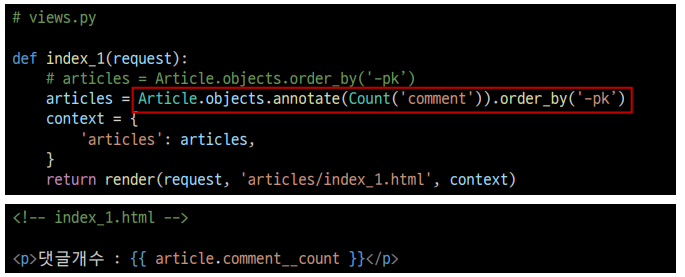 # views.py
def index_1(request):
# articles = Article.objects.order_by('-pk’)
articles = Article.objects.annotate(Count('comment')).order_by('-pk’)
context = {
'articles': articles,
}
return render(request, 'articles/index_1.html', context)
<!-- index_1.html -->
<p>댓글개수 : {{ article.comment__count }}</p>